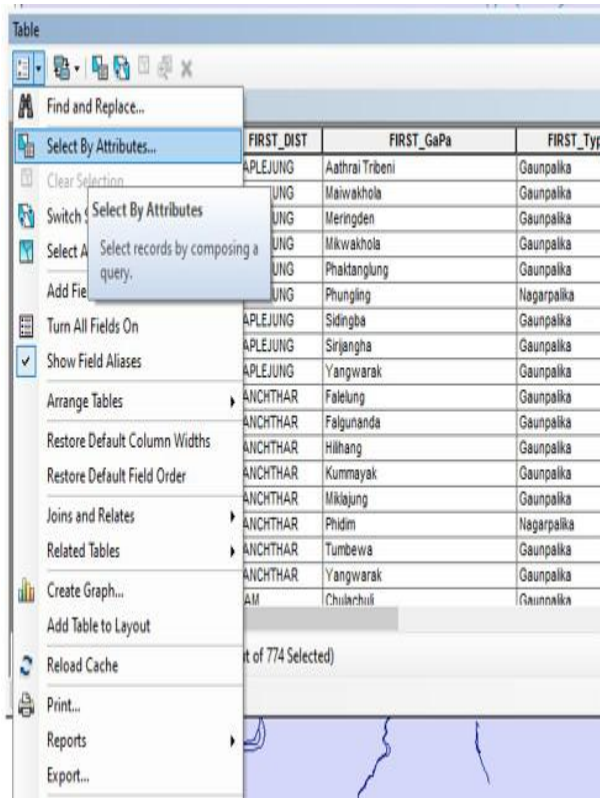 Table
Find and Replace...
Select By Attributes...
Clear Selection
Switch S
Select A
Add Fie
Turn All Fields On
Show Field Aliases
Arrange Tables
Restore Default Column Widths
Restore Default Field Order
Joins and Relates
Related Tables
Create Graph...
Add Table to Layout
Reload Cache
Print...
Reports
Export...
Select By Attributes
Select records by composing a
query.
FIRST_DIST FIRST_GaPa FIRST_Typ
APLEJUNG Aathrai Tribeni Gaunpalika
UNG Maiwakhola Gaunpalika
UNG Meringden Gaunpalika
UNG Mikwakhola Gaunpalika
UNG Phaktanglung Gaunpalika
UNG Phungling Nagarpalika
APLEJUNG Sidingba Gaunpalika
APLEJUNG Sirijangha Gaunpalika
APLEJUNG Yangwarak Gaunpalika
ANCHTHAR Falelung Gaunpalika
ANCHTHAR Falgunanda Gaunpalika
ANCHTHAR Hilihang Gaunpalika
ANCHTHAR Kummayak Gaunpalika
ANCHTHAR Miklajung Gaunpalika
ANCHTHAR Phidim Nagarpalika
ANCHTHAR Tumbewa Gaunpalika
ANCHTHAR Yangwarak Gaunpalika
AM Chulachuli Gaunpalika
t of 774 Selected)